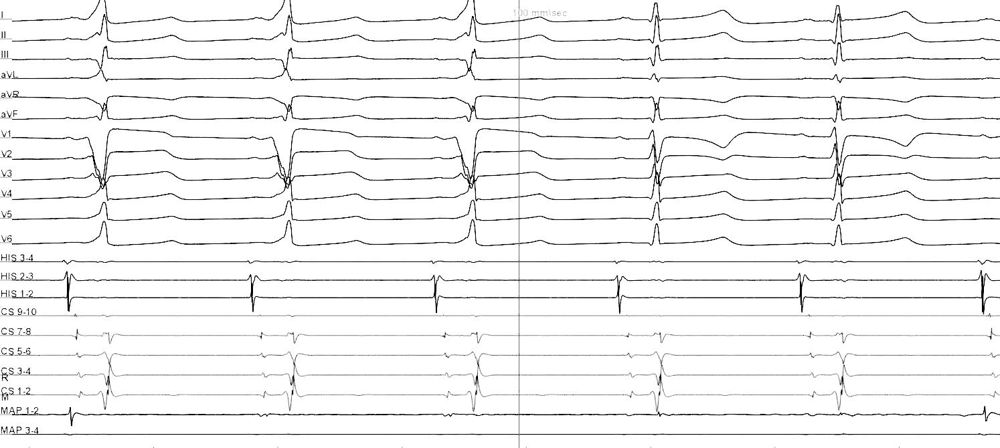 I
100 mm\sec
II
III
aVL
aVR
aVF
V1
V2
V3
V4
V5
V6
HIS 3-4
HIS 2-3
HIS 1-2
CS 9-10
CS 7-8
CS 5-6
CS 3-4
R
CS 1-2
M
MAP 1-2
MAP 3-4